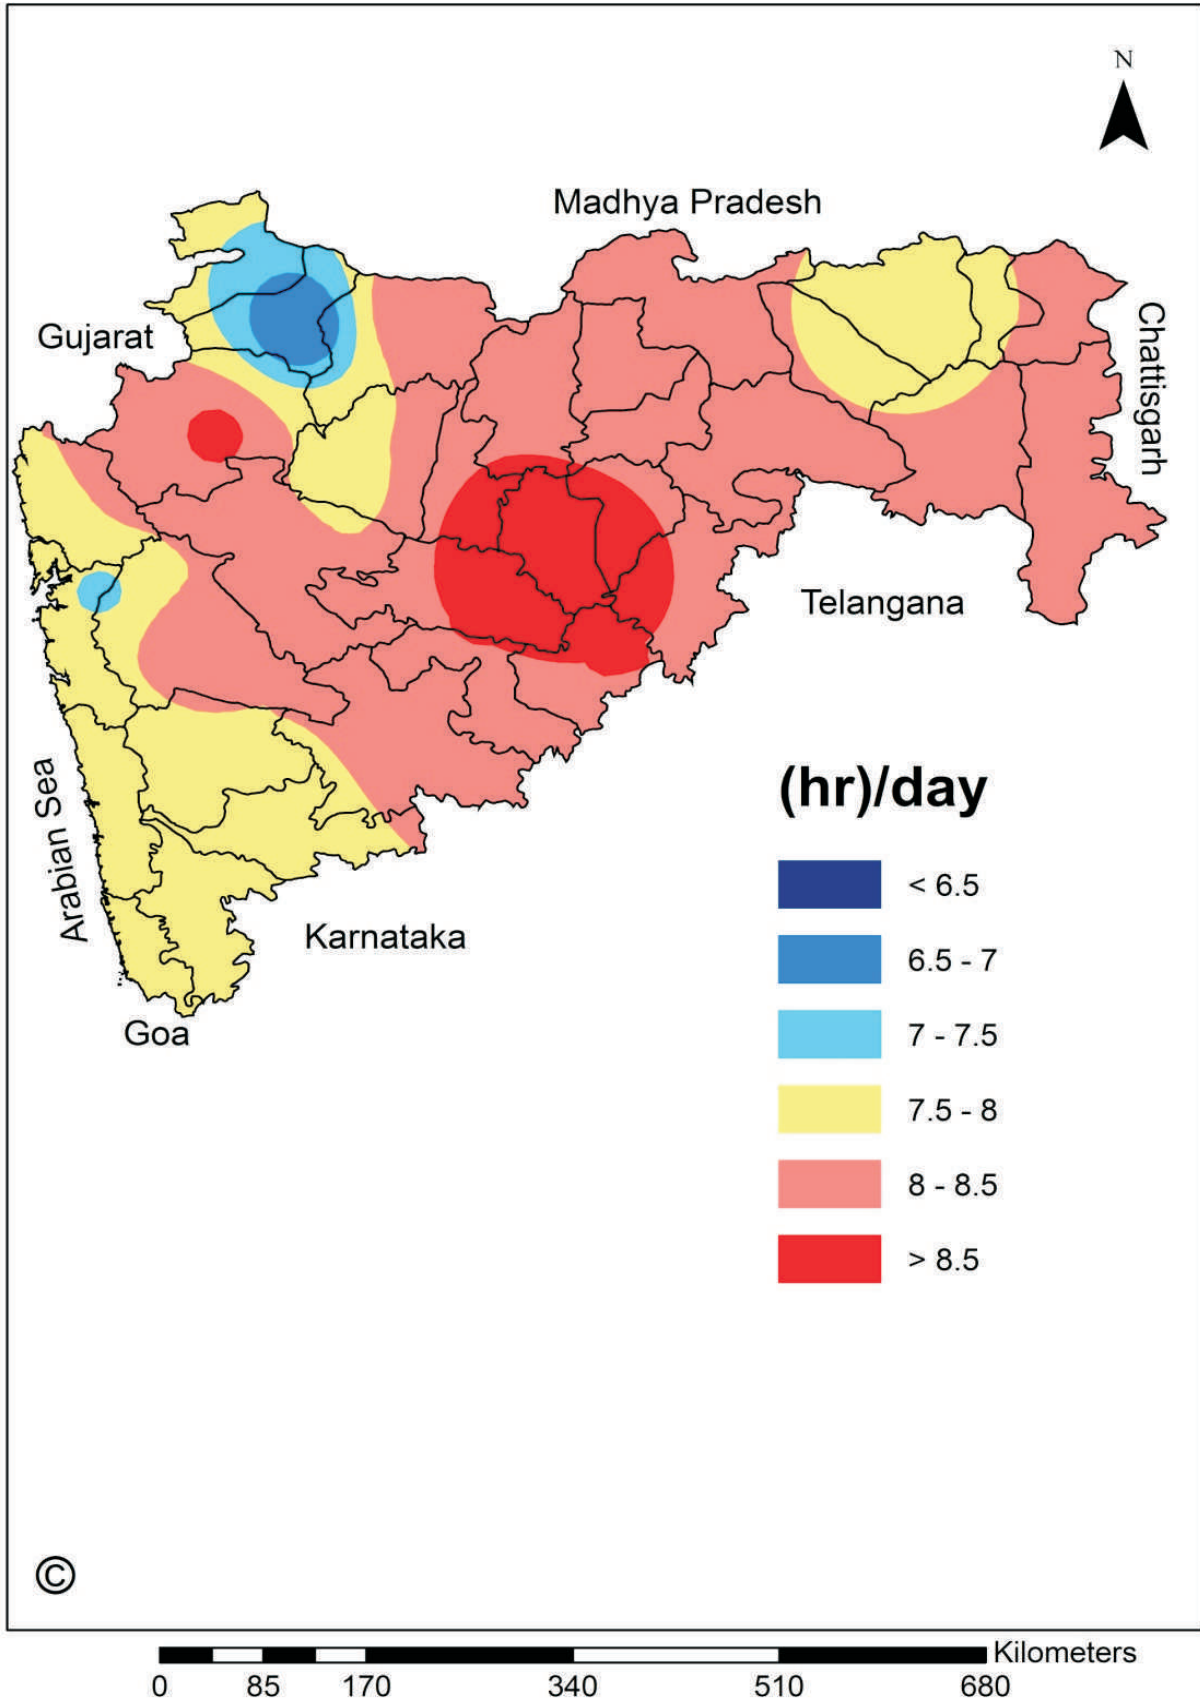 N
Madhya Pradesh
Gujarat
Chattisgarh
Telangana
Arabian Sea
Karnataka
Goa
(hr)/day
< 6.5
6.5 - 7
7 - 7.5
7.5 - 8
8 - 8.5
> 8.5
©
Kilometers
0 85 170 340 510 680